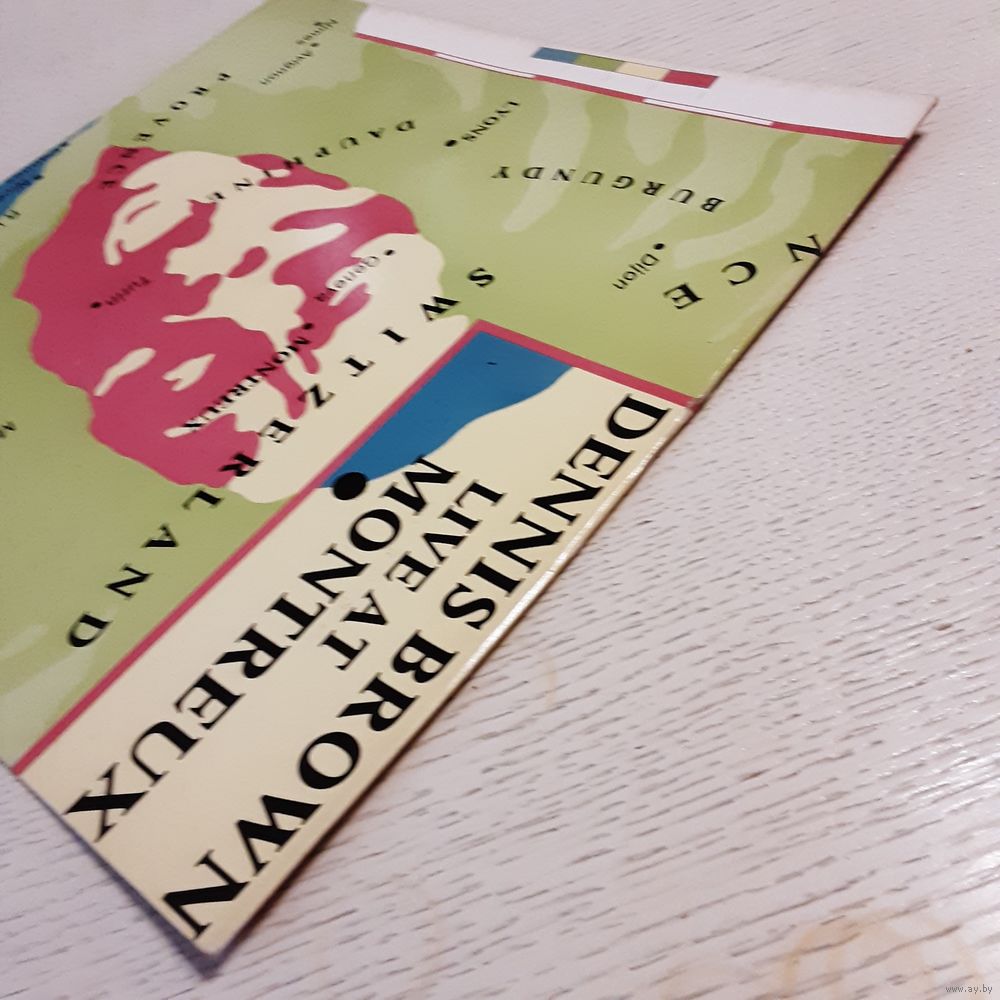 DENNIS BROWN
LIVE AT
MONTREUX
SWITZERLAND
MONTREUX
Geneva
Turin
DAUPHINE
PROVENCE
Nimes
Avignon
LYONS
BURGUNDY
Dijon
NCE
www.ay.by